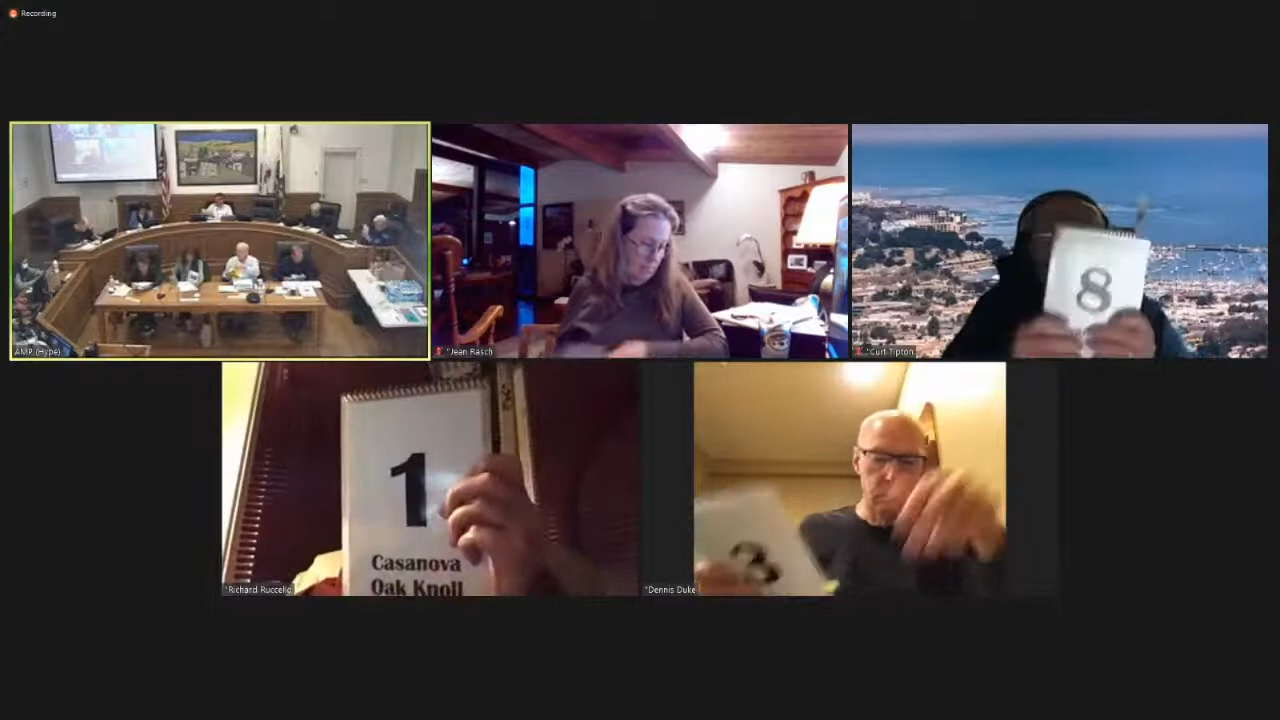 Recording
AMP (Hype)
"Jean Rasch
"Curt Tipton
8
1
Casanova
Oak Knoll
"Richard Ruccello
"Dennis Duke